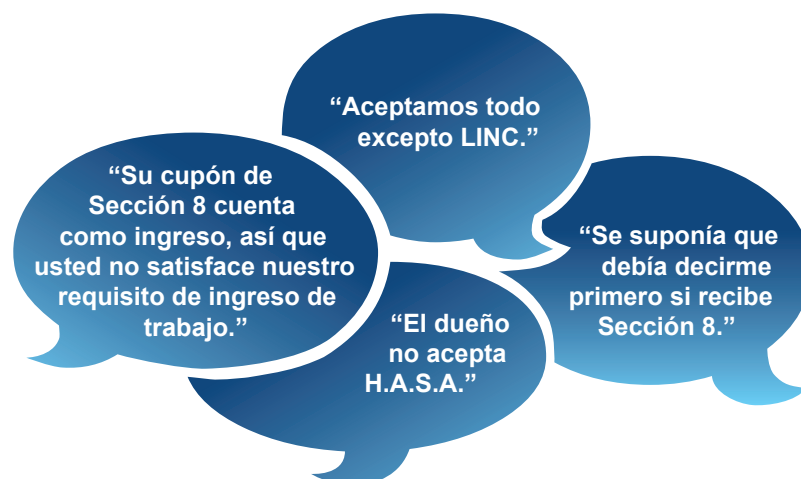 “Aceptamos todo
excepto LINC.”
“Su cupón de
Sección 8 cuenta
como ingreso, así que
usted no satisface nuestro
requisito de ingreso de
trabajo.”
“Se suponía que
debía decirme
primero si recibe
Sección 8.”
“El dueño
no acepta
H.A.S.A.”